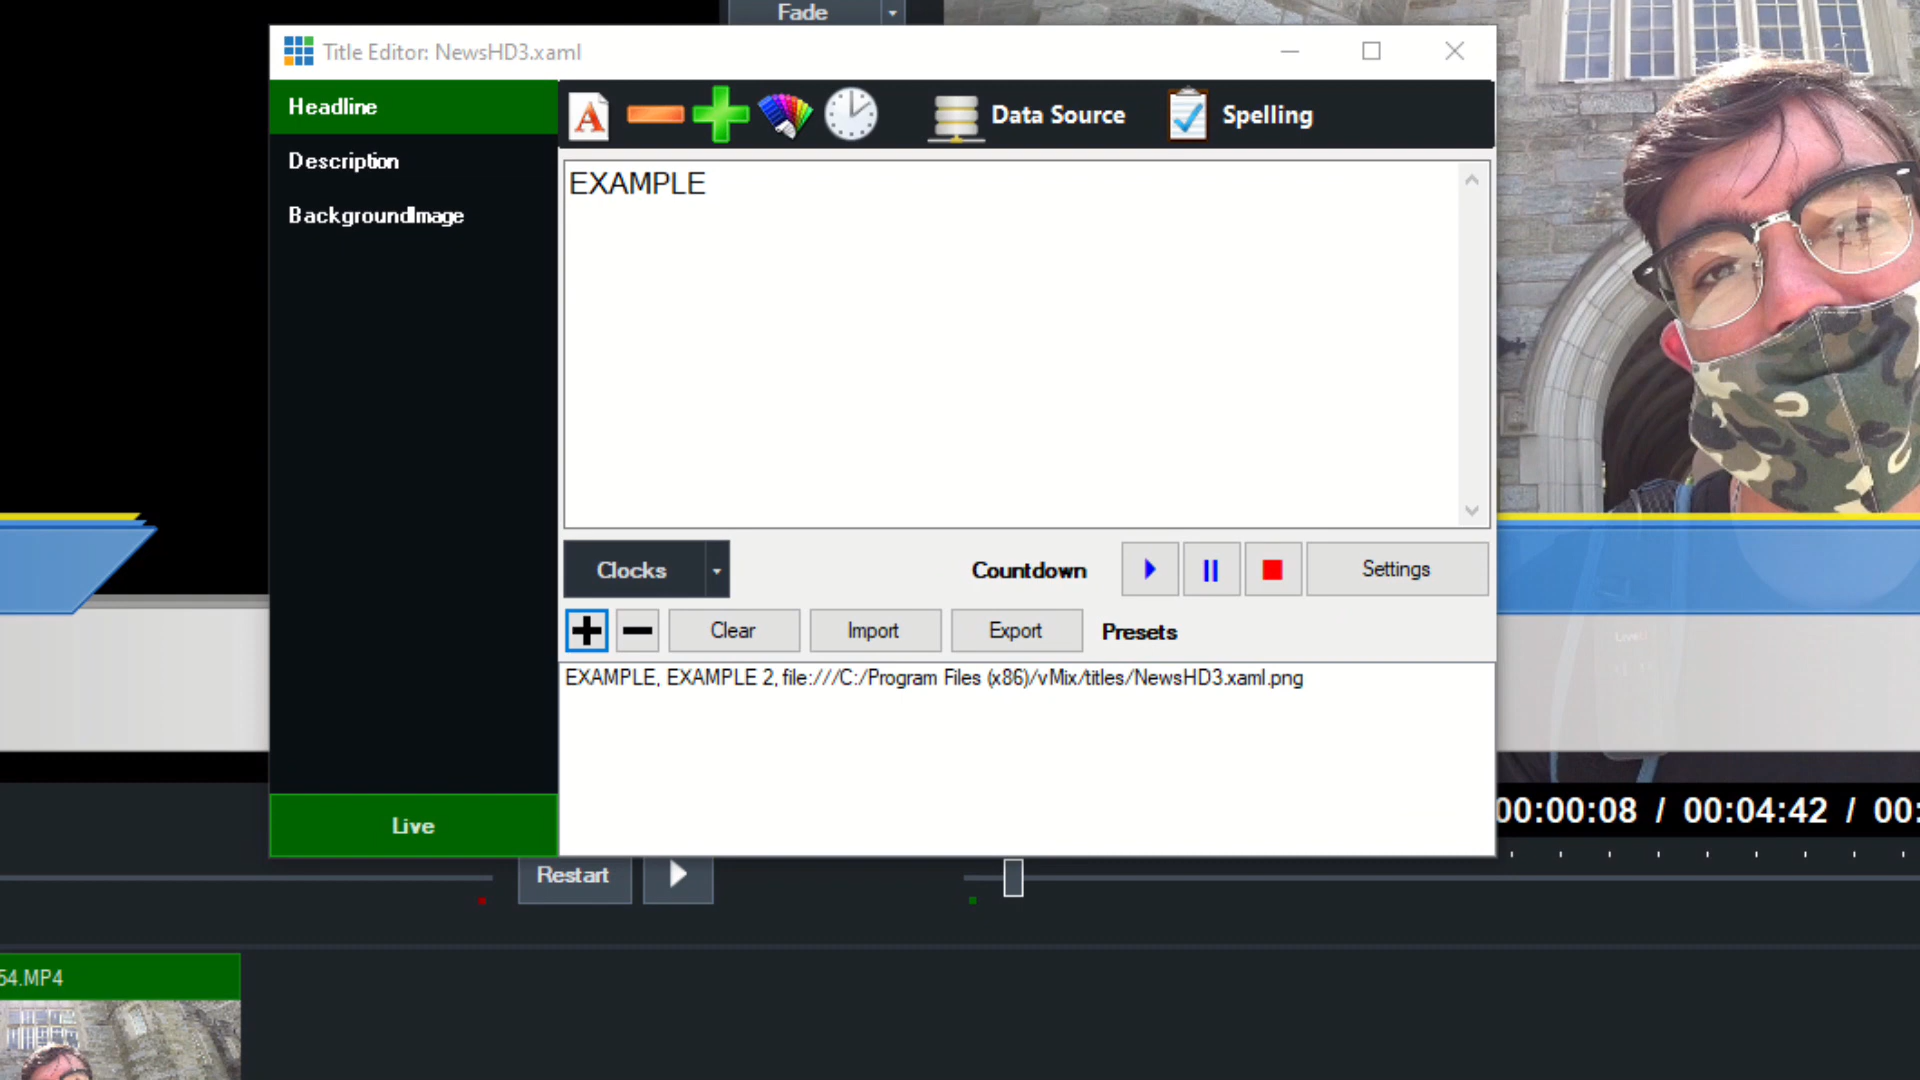 Fade
Title Editor: NewsHD3.xaml
Headline
Description
BackgroundImage
Data Source
Spelling
EXAMPLE
Clocks
Countdown
Settings
Clear
Import
Export
Presets
EXAMPLE, EXAMPLE 2, file:///C:/Program Files (x86)/vMix/titles/NewsHD3.xaml.png
Live
00:00:08 / 00:04:42 / 00:
Restart
54.MP4